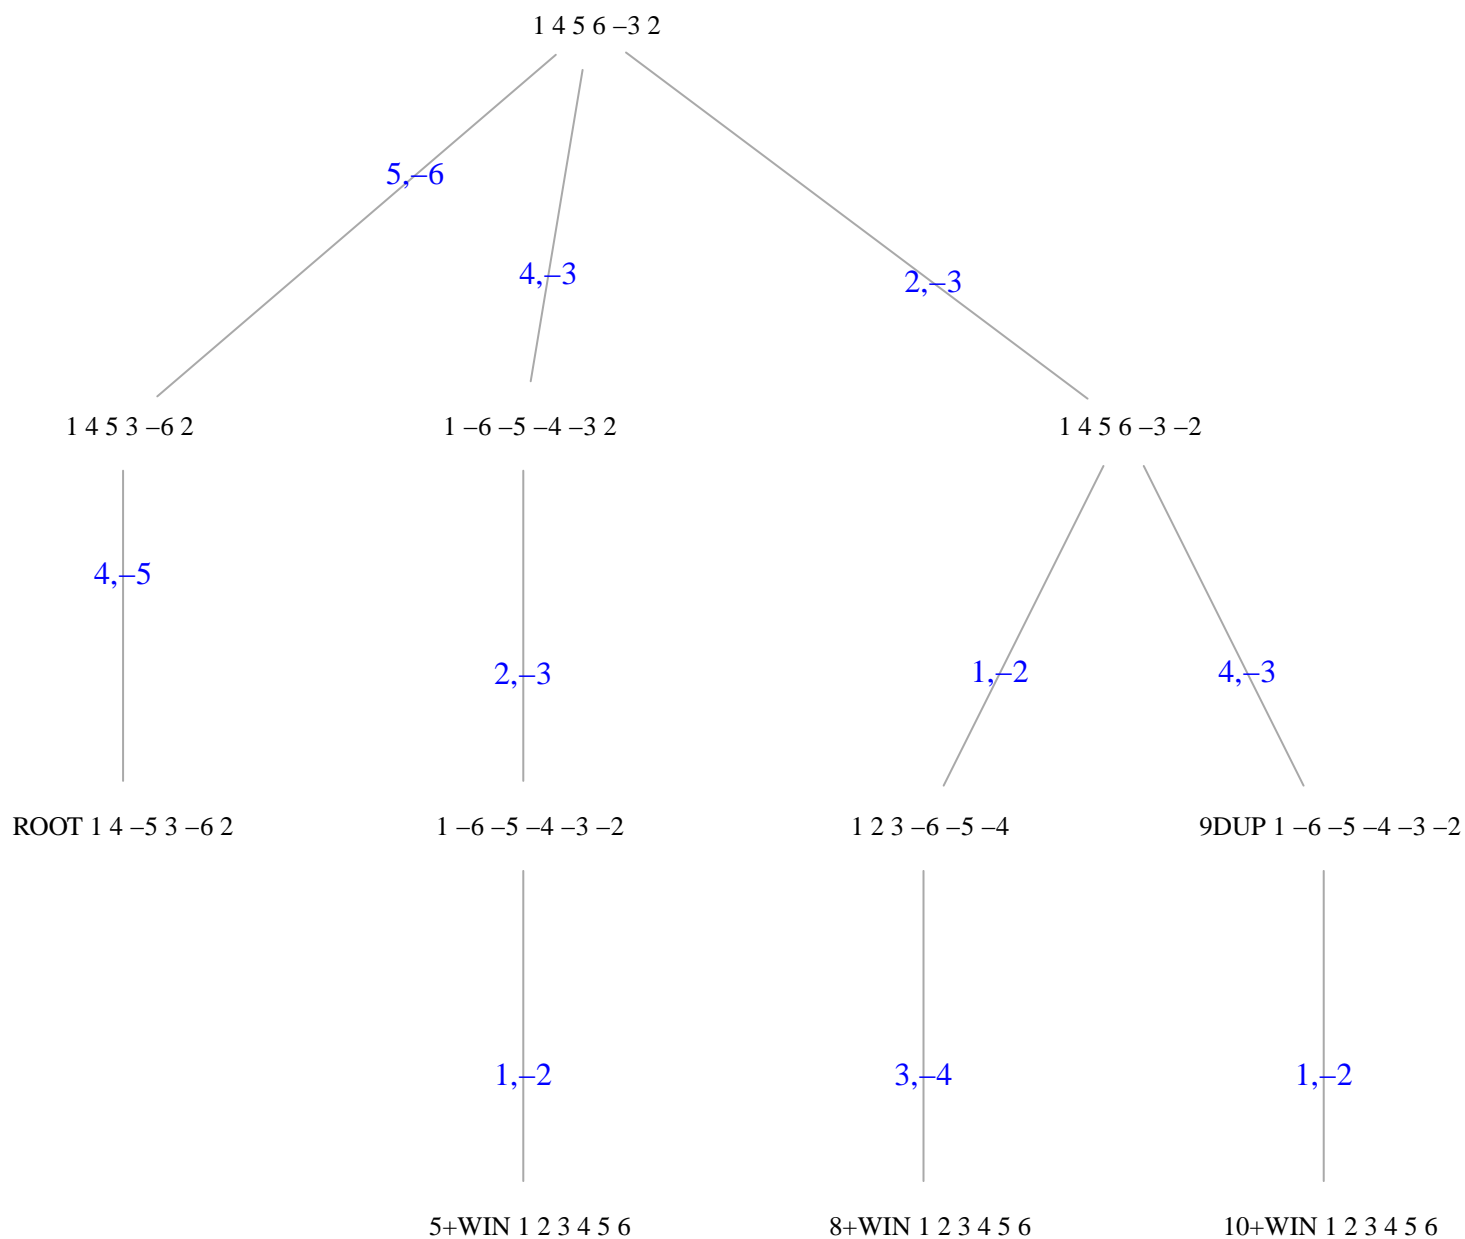 1 4 5 6 –3 2
5,–6
4,–3
2,–3
1 4 5 3 –6 2
1 –6 –5 –4 –3 2
1 4 5 6 –3 –2
4,–5
2,–3
1,–2
4,–3
ROOT 1 4 –5 3 –6 2
1 –6 –5 –4 –3 –2
1 2 3 –6 –5 –4
9DUP 1 –6 –5 –4 –3 –2
1,–2
3,–4
1,–2
5+WIN 1 2 3 4 5 6
8+WIN 1 2 3 4 5 6
10+WIN 1 2 3 4 5 6